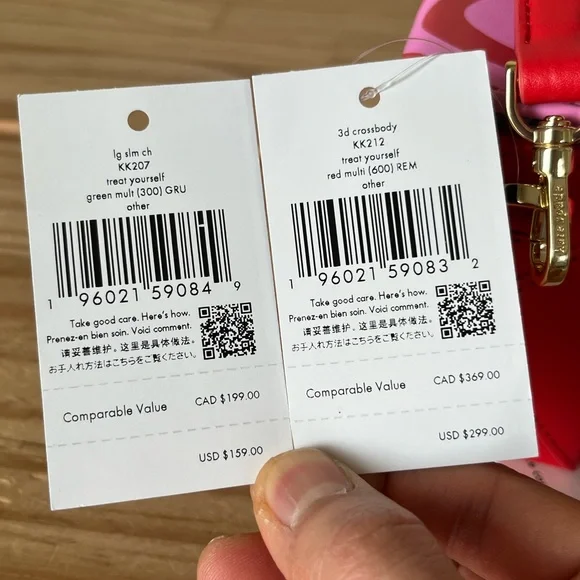 lg slm ch
KK207
treat yourself
green mult (300) GRU
other
1 96021 59084 9
Take good care. Here's how.
Prenez-en bien soin. Voici comment.
请妥善维护。这里是具体做法。
お手入れ方法はこちらをご覧ください。
Comparable Value CAD $199.00
USD $159.00
3d crossbody
KK212
treat yourself
red multi (600) REM
other
1 96021 59083 2
Take good care. Here's how.
Prenez-en bien soin. Voici comment.
请妥善维护。这里是具体做法。
お手入れ方法はこちらをご覧ください。
Comparable Value CAD $369.00
USD $299.00